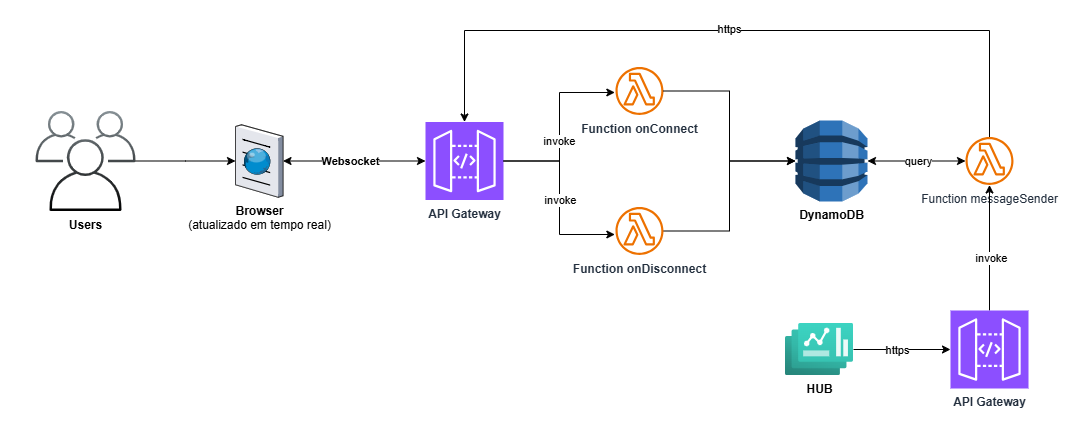 https
Function onConnect
invoke
Websocket
API Gateway
invoke
Users
Browser
(atualizado em tempo real)
Function onDisconnect
DynamoDB
query
Function messageSender
invoke
HUB
https
API Gateway